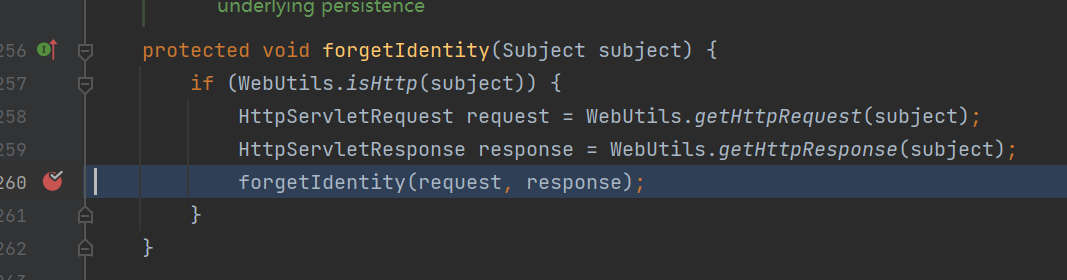 underlying persistence
256 protected void forgetIdentity(Subject subject) {
257 if (WebUtils.isHttp(subject)) {
258 HttpServletRequest request = WebUtils.getHttpRequest(subject);
259 HttpServletResponse response = WebUtils.getHttpResponse(subject);
260 forgetIdentity(request, response);
261 }
262 }